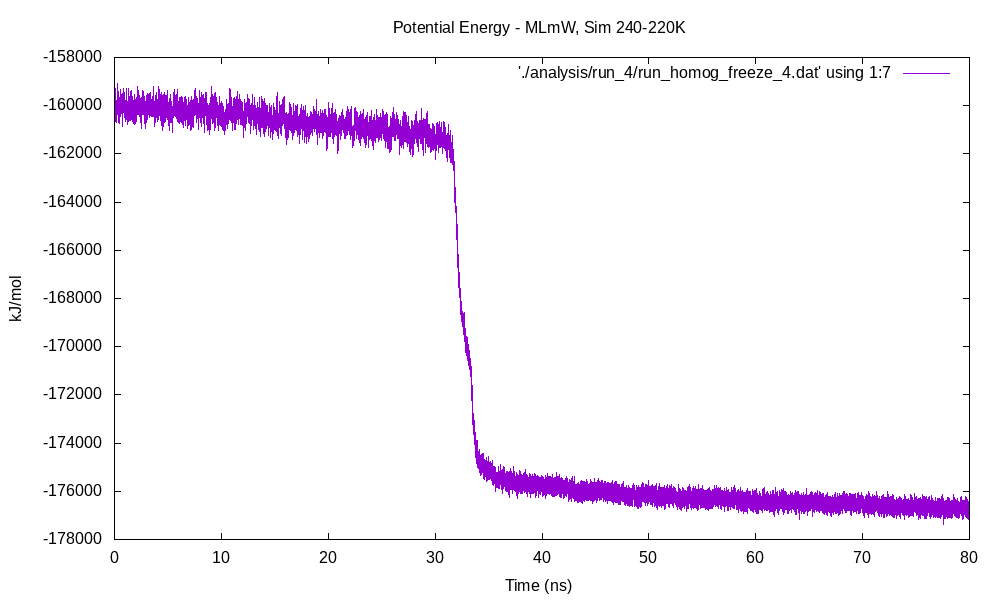 Potential Energy - MLmW, Sim 240-220K
'./analysis/run_4/run_homog_freeze_4.dat' using 1:7
-158000
-160000
-162000
-164000
-166000
-168000
-170000
-172000
-174000
-176000
-178000
kJ/mol
0 10 20 30 40 50 60 70 80
Time (ns)